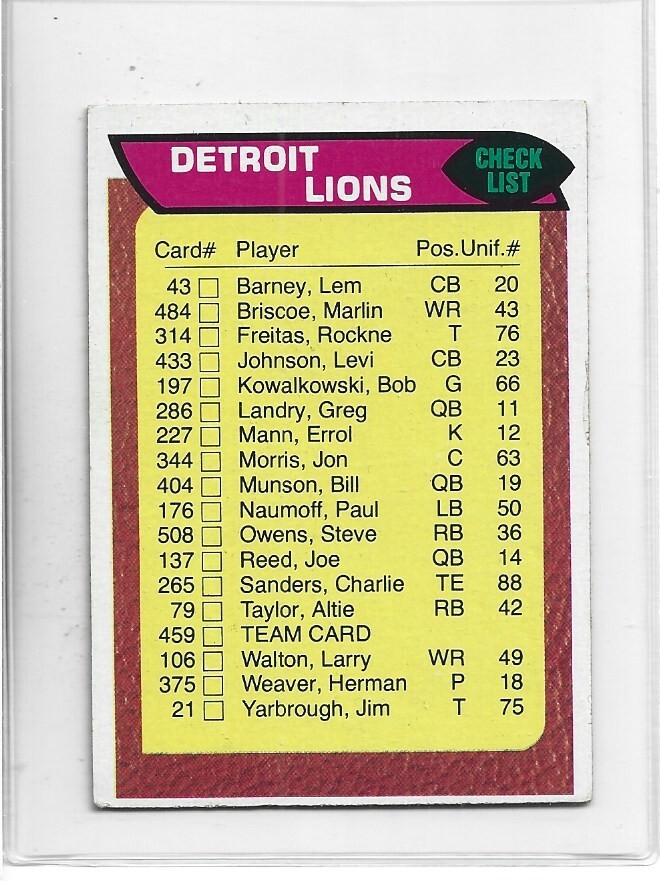 DETROIT
LIONS
CHECK
LIST
Card# Player Pos. Unif.#
43 Barney, Lem CB 20
484 Briscoe, Marlin WR 43
314 Freitas, Rockne T 76
433 Johnson, Levi CB 23
197 Kowalkowski, Bob G 66
286 Landry, Greg QB 11
227 Mann, Errol K 12
344 Morris, Jon C 63
404 Munson, Bill QB 19
176 Naumoff, Paul LB 50
508 Owens, Steve RB 36
137 Reed, Joe QB 14
265 Sanders, Charlie TE 88
79 Taylor, Altie RB 42
459 TEAM CARD
106 Walton, Larry WR 49
375 Weaver, Herman P 18
21 Yarbrough, Jim T 75